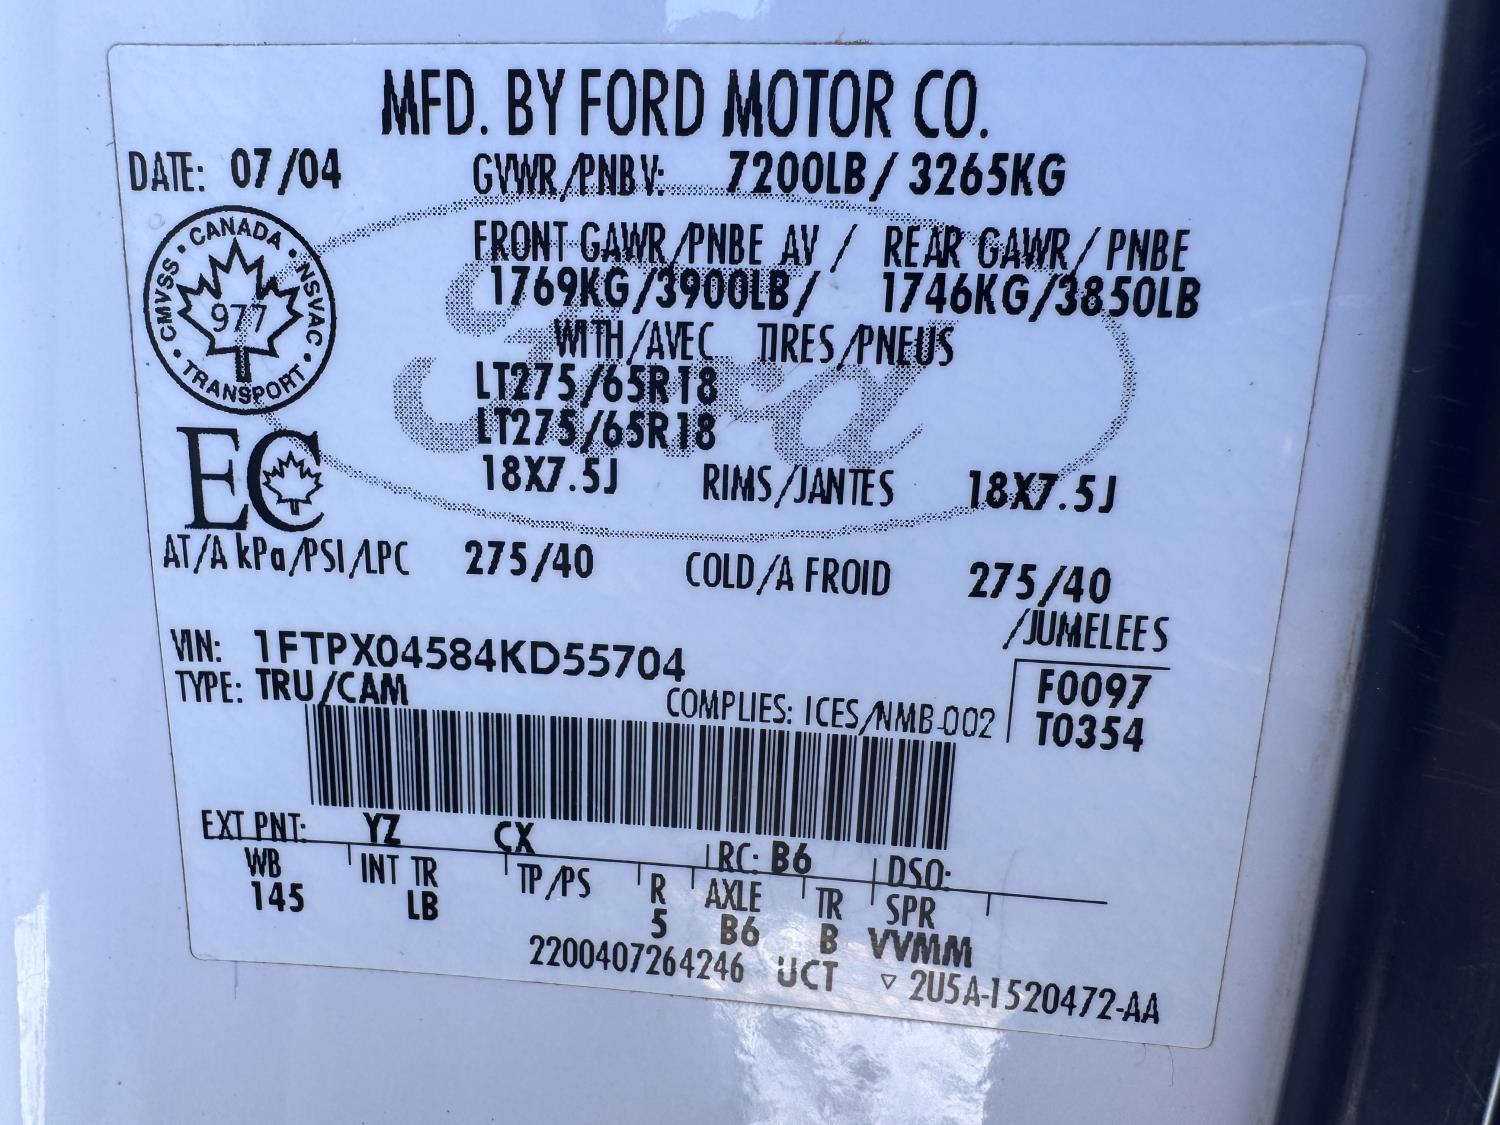 MFD. BY FORD MOTOR CO.
DATE: 07/04 GVWR/PNBV: 7200LB/ 3265KG
FRONT GAWR/PNBE AV / REAR GAWR/ PNBE
1769KG/3900LB/ 1746KG/3850LB
WITH/AVEC TIRES/PNEUS
LT275/65R18
LT275/65R18
18X7.5J RIMS/JANTES 18X7.5J
CANADA • NSVAC • TRANSPORT • CMVSS •
977
EC
Ford
AT/A kPa/PSI/LPC 275/40 COLD/A FROID 275/40
/JUMELEES
VIN: 1FTPX04584KD55704
TYPE: TRU/CAM
COMPLIES: ICES/NMB-002
F0097
T0354
EXT PNT: YZ CX RC: B6 DSO:
WB INT TR TP/PS R AXLE TR SPR
145 LB 5 B6 B VVMM
2200407264246 UCT ▽ 2U5A-1520472-AA